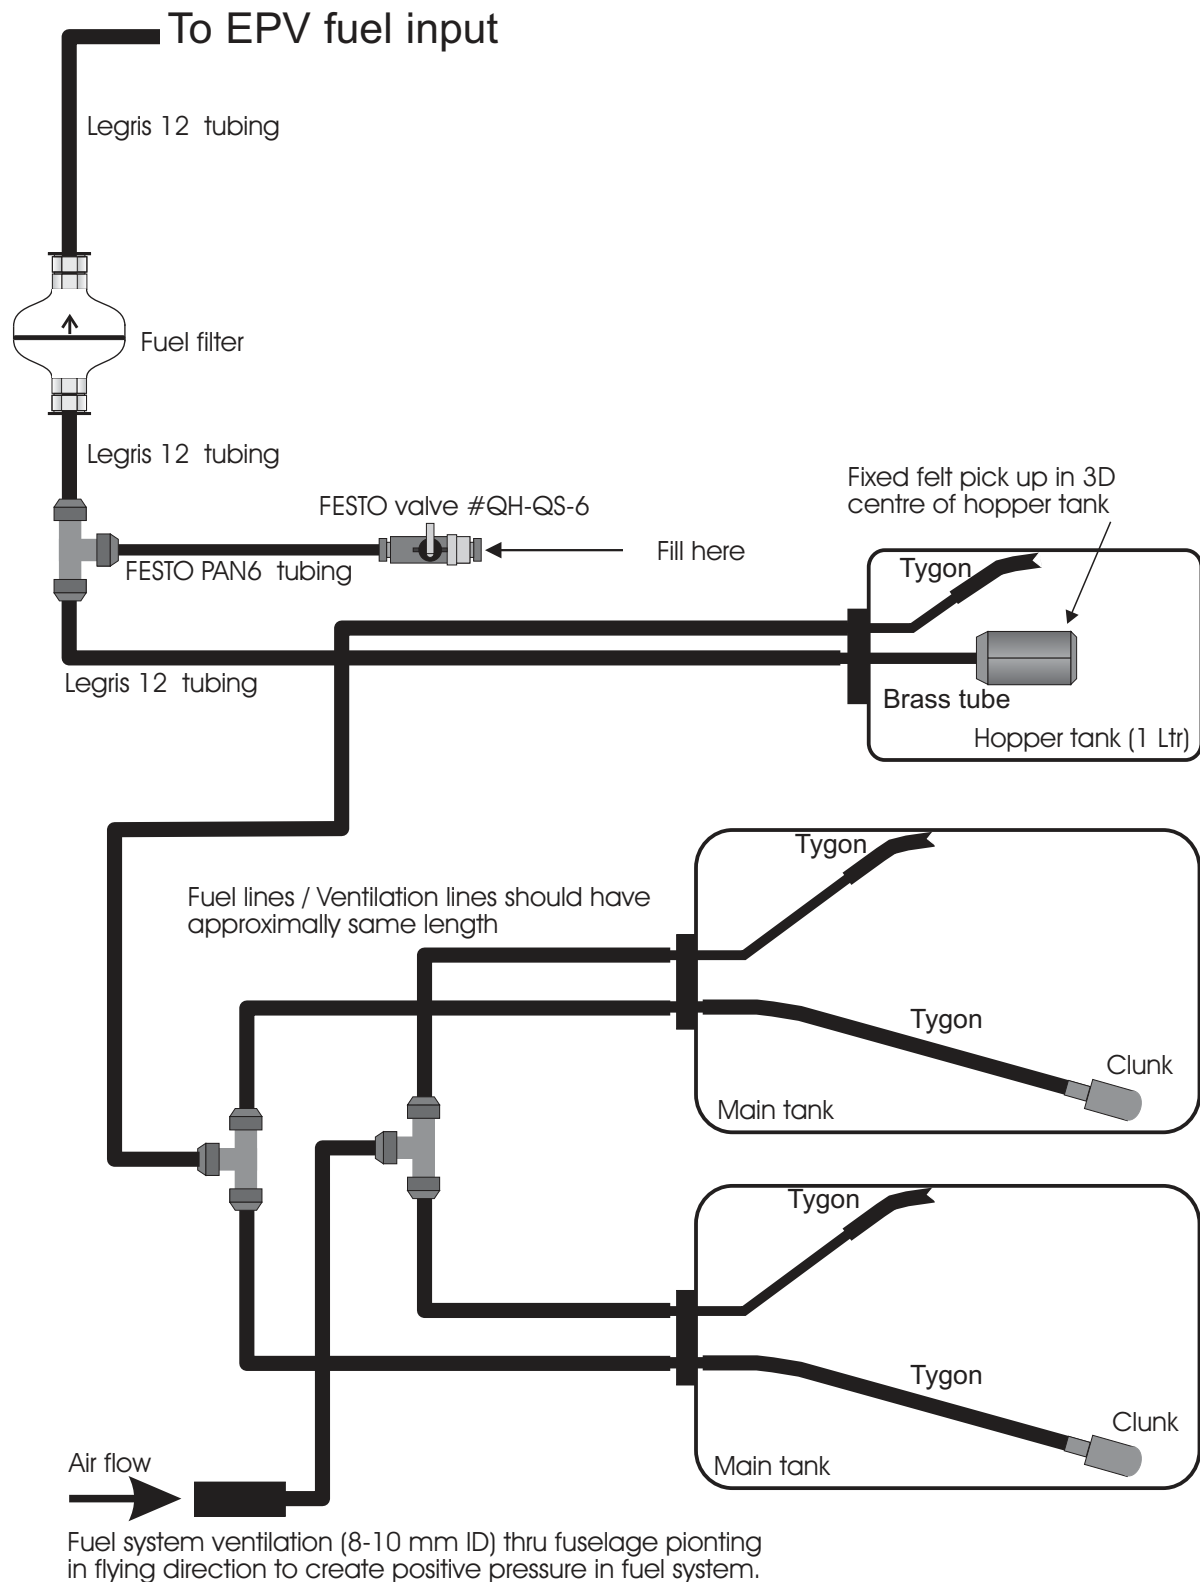 To EPV fuel input
Legris 12 tubing
Fuel filter
Legris 12 tubing
FESTO valve #QH-QS-6
Fill here
FESTO PAN6 tubing
Fixed felt pick up in 3D
centre of hopper tank
Tygon
Legris 12 tubing
Brass tube
Hopper tank (1 Ltr)
Tygon
Fuel lines / Ventilation lines should have
approximally same length
Tygon
Clunk
Main tank
Tygon
Tygon
Clunk
Main tank
Air flow
Fuel system ventilation (8-10 mm ID) thru fuselage pionting
in flying direction to create positive pressure in fuel system.